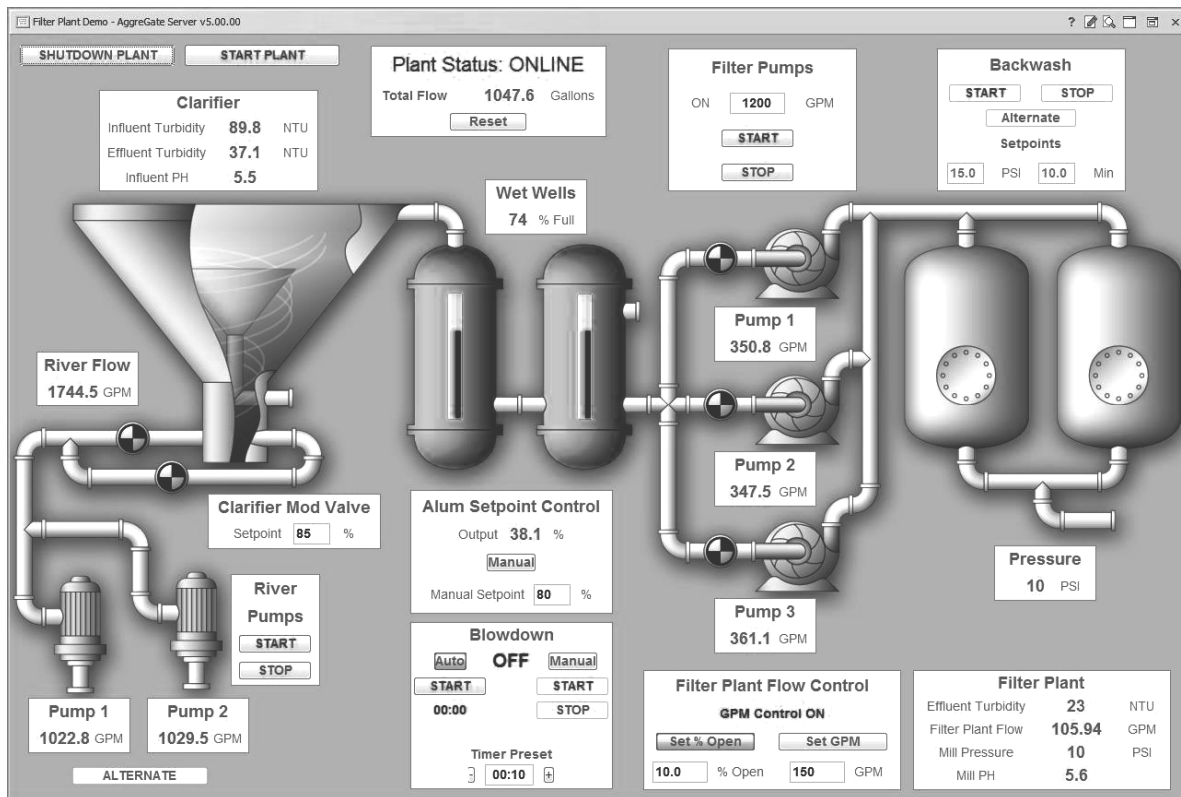 Filter Plant Demo - AggreGate Server v5.00.00
SHUTDOWN PLANT
START PLANT
Plant Status: ONLINE
Total Flow 1047.6 Gallons
Reset
Clarifier
Influent Turbidity 89.8 NTU
Effluent Turbidity 37.1 NTU
Influent PH 5.5
Filter Pumps
ON 1200 GPM
START
STOP
Backwash
START STOP
Alternate
Setpoints
15.0 PSI 10.0 Min
Wet Wells
74 % Full
River Flow
1744.5 GPM
Pump 1
350.8 GPM
Pump 2
347.5 GPM
Pump 3
361.1 GPM
Clarifier Mod Valve
Setpoint 85 %
Alum Setpoint Control
Output 38.1 %
Manual
Manual Setpoint 80 %
Pressure
10 PSI
River
Pumps
START
STOP
Pump 1
1022.8 GPM
Pump 2
1029.5 GPM
ALTERNATE
Blowdown
Auto OFF Manual
START START
00:00 STOP
Timer Preset
- 00:10 +
Filter Plant Flow Control
GPM Control ON
Set % Open Set GPM
10.0 % Open 150 GPM
Filter Plant
Effluent Turbidity 23 NTU
Filter Plant Flow 105.94 GPM
Mill Pressure 10 PSI
Mill PH 5.6